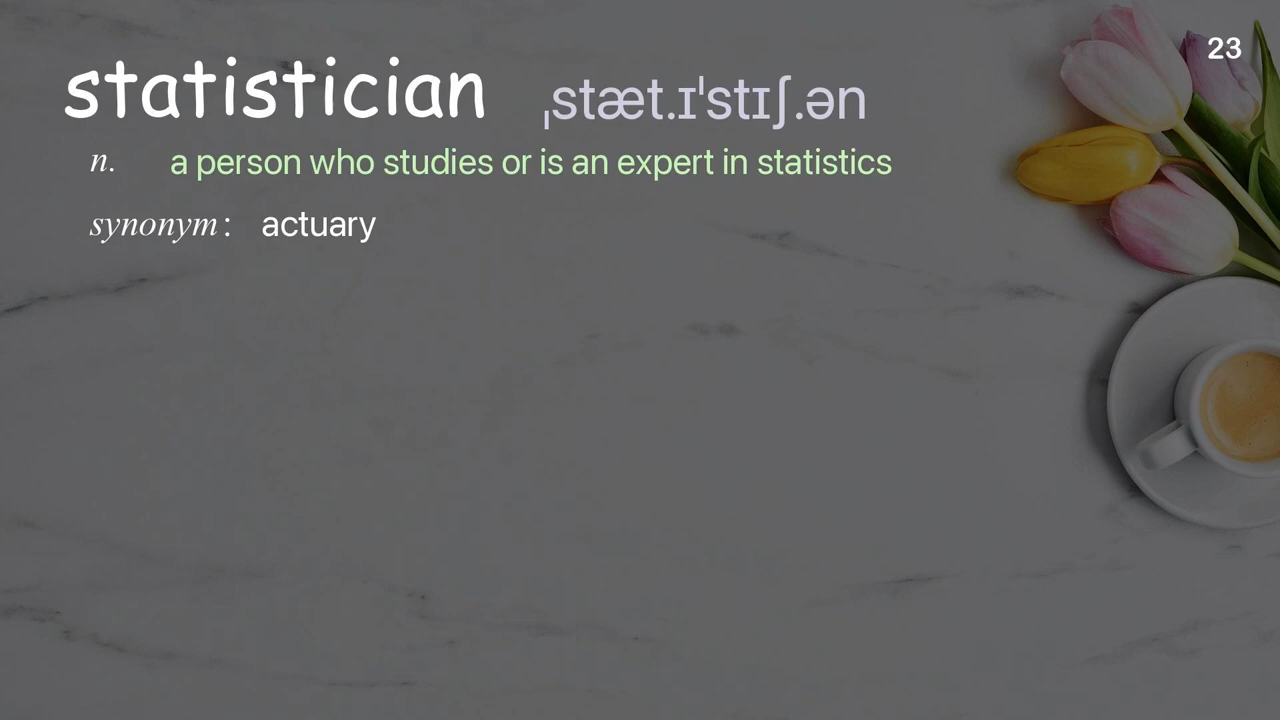 23
statistician ˌstæt.ɪˈstɪʃ.ən
n. a person who studies or is an expert in statistics
synonym : actuary